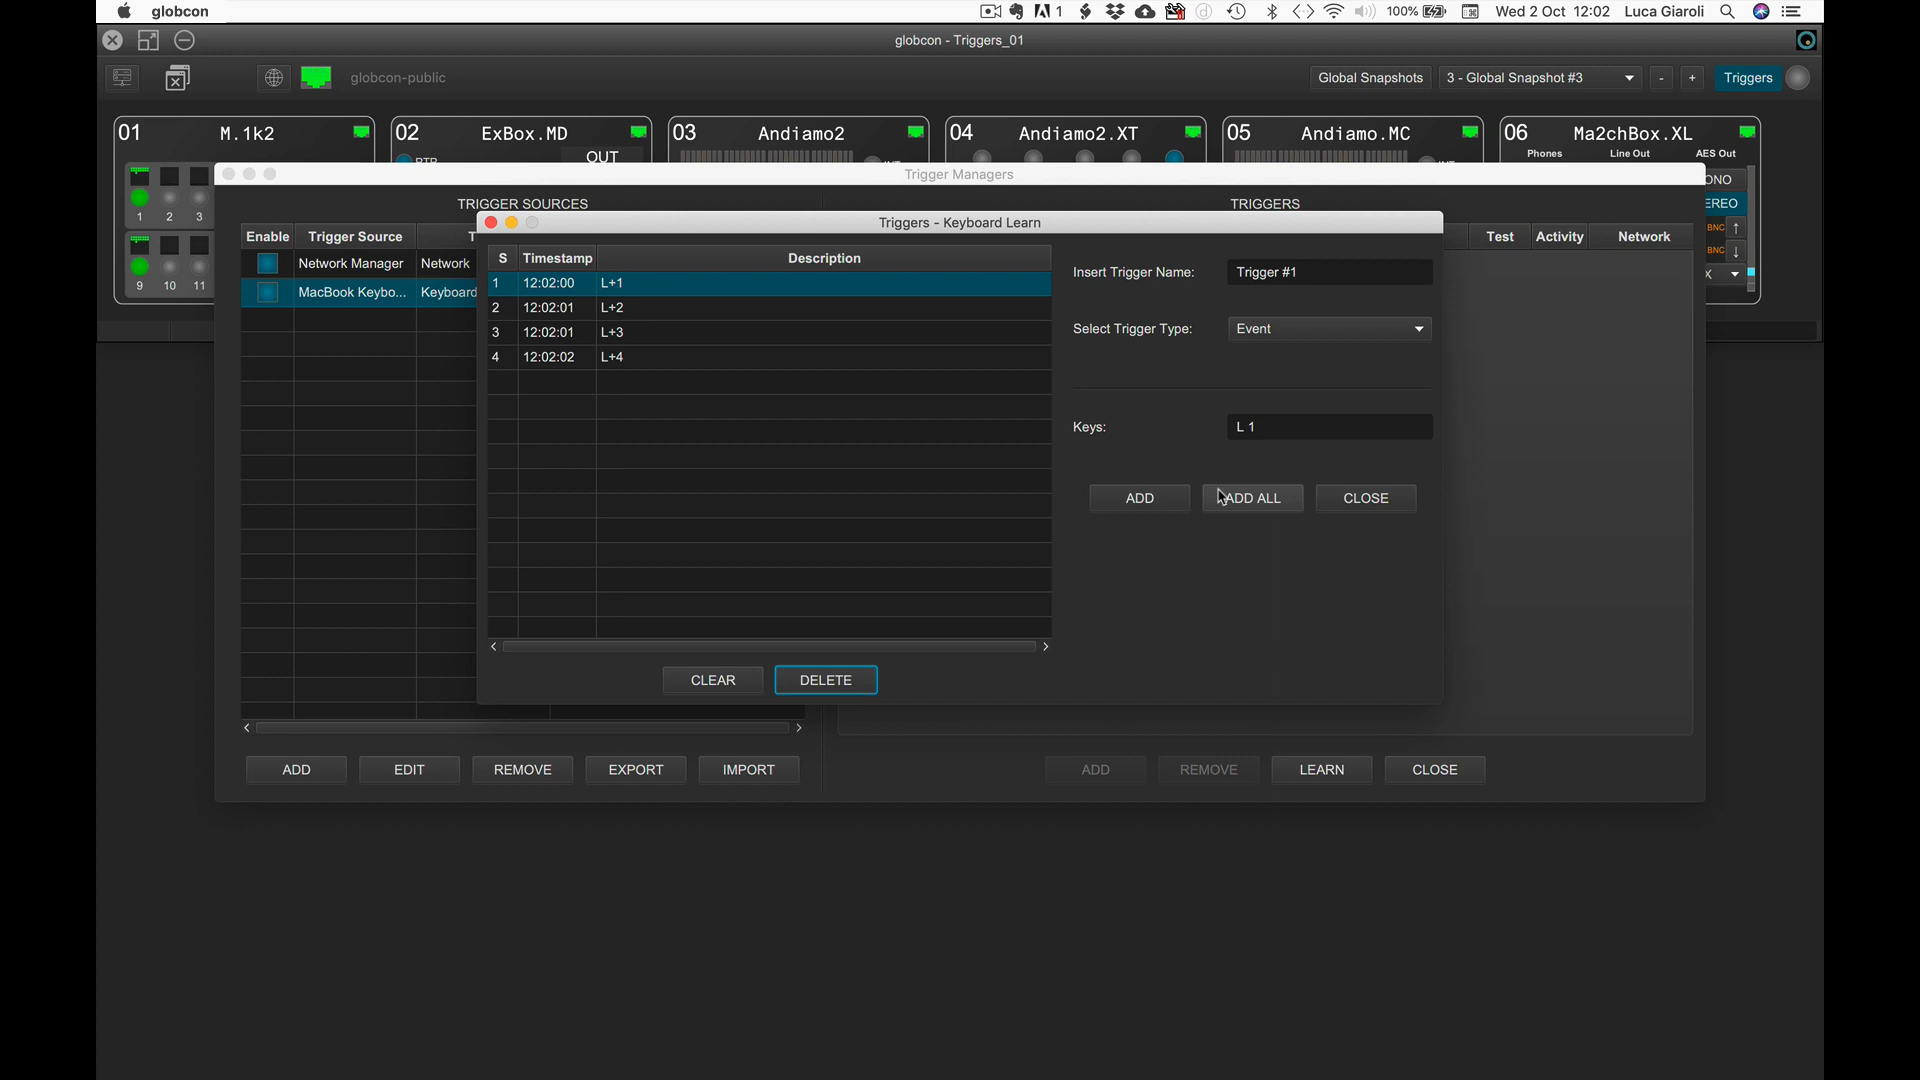 globcon
1
100%
Wed 2 Oct 12:02
Luca Giaroli
globcon - Triggers_01
globcon-public
Global Snapshots
3 - Global Snapshot #3
-
+
Triggers
01 M.1k2
02 ExBox.MD
03 Andiamo2
04 Andiamo2.XT
05 Andiamo.MC
06 Ma2chBox.XL
OUT
Phones Line Out AES Out
1 2 3
9 10 11
BNC
BNC
Trigger Managers
TRIGGER SOURCES
TRIGGERS
Enable Trigger Source T
Network Manager Network
MacBook Keybo... Keyboard
Test Activity Network
Triggers - Keyboard Learn
S Timestamp Description
1 12:02:00 L+1
2 12:02:01 L+2
3 12:02:01 L+3
4 12:02:02 L+4
Insert Trigger Name: Trigger #1
Select Trigger Type: Event
Keys: L 1
ADD ADD ALL CLOSE
CLEAR DELETE
ADD EDIT REMOVE EXPORT IMPORT
ADD REMOVE LEARN CLOSE